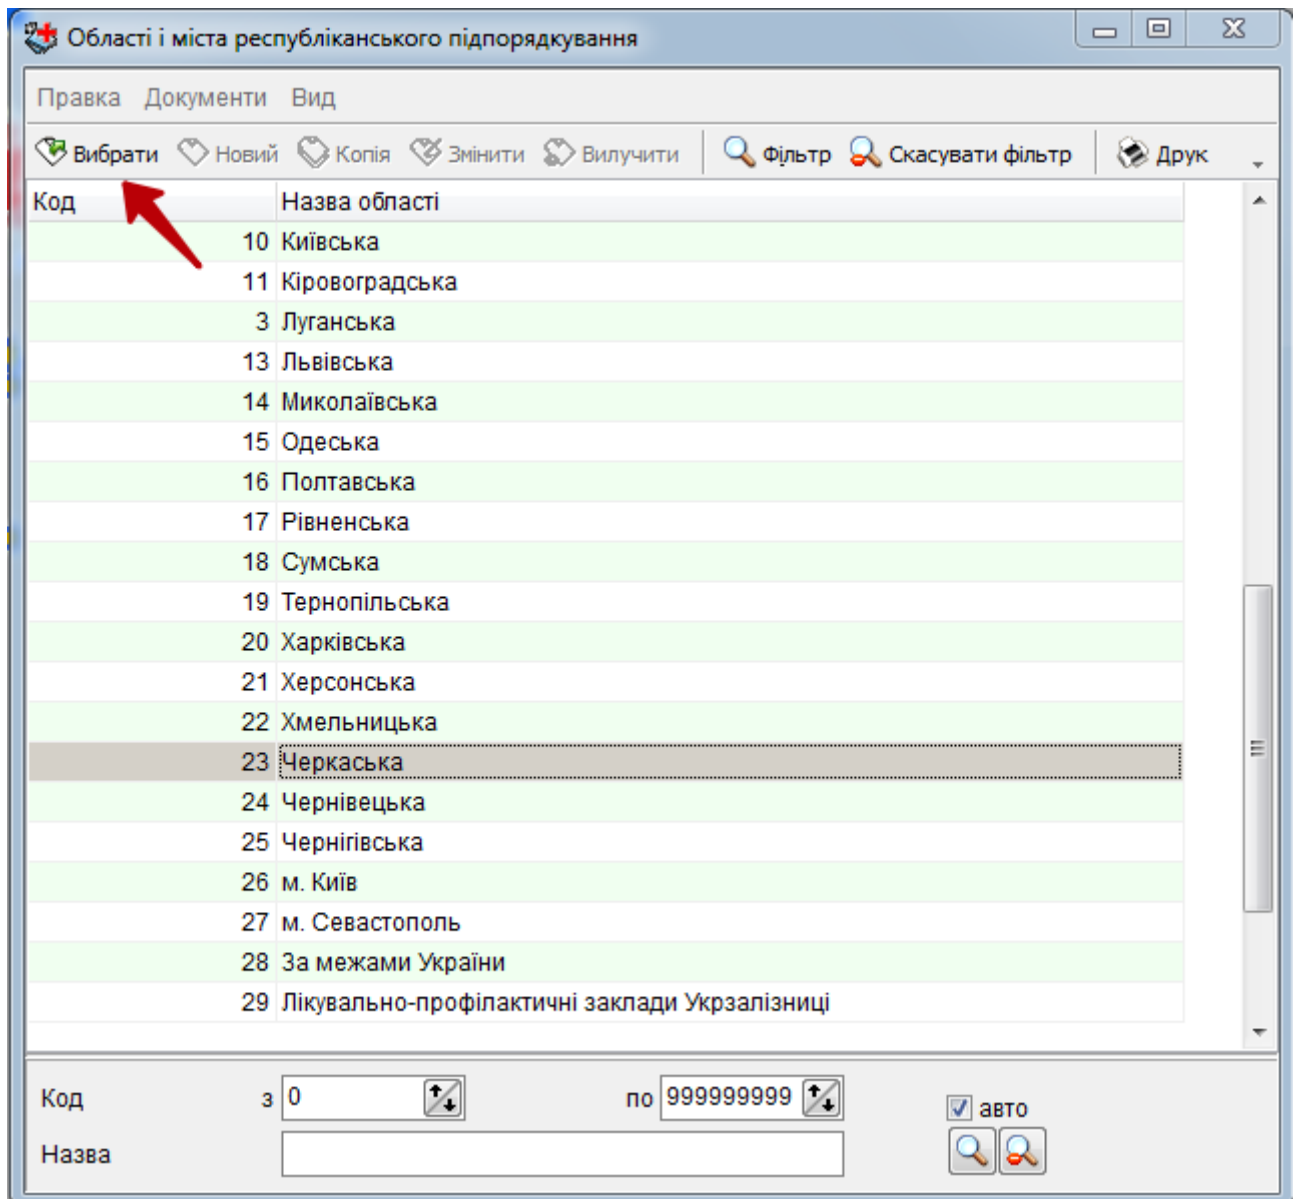 Області і міста республіканського підпорядкування
Правка Документи Вид
Вибрати Новий Копія Змінити Вилучити Фільтр Скасувати фільтр Друк
Код Назва області
10 Київська
11 Кіровоградська
3 Луганська
13 Львівська
14 Миколаївська
15 Одеська
16 Полтавська
17 Рівненська
18 Сумська
19 Тернопільська
20 Харківська
21 Херсонська
22 Хмельницька
23 Черкаська
24 Чернівецька
25 Чернігівська
26 м. Київ
27 м. Севастополь
28 За межами України
29 Лікувально-профілактичні заклади Укрзалізниці
Код з 0 по 999999999
авто
Назва